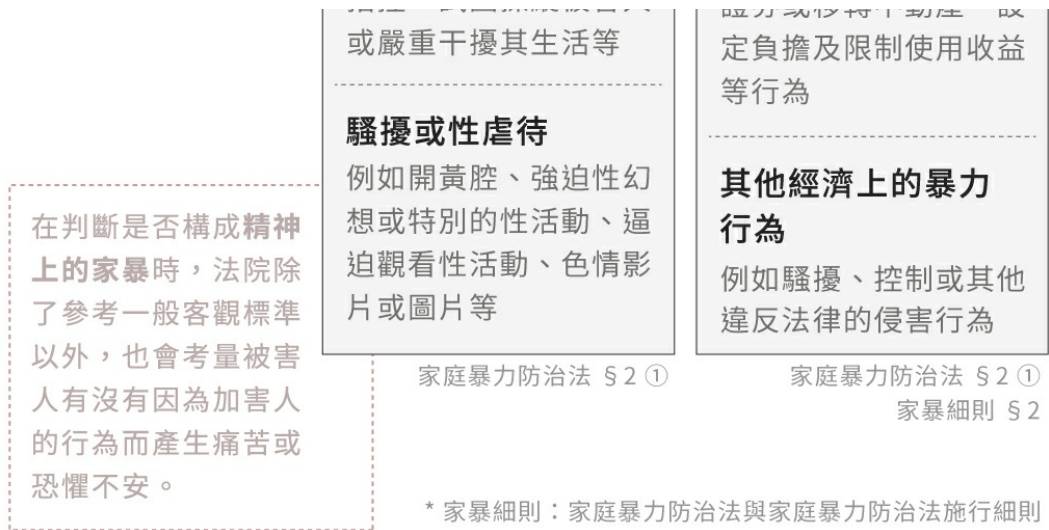 或嚴重干擾其生活等
騷擾或性虐待
例如開黃腔、強迫性幻
想或特別的性活動、逼
迫觀看性活動、色情影
片或圖片等
家庭暴力防治法 §2 ①
定負擔及限制使用收益
等行為
其他經濟上的暴力
行為
例如騷擾、控制或其他
違反法律的侵害行為
家庭暴力防治法 §2 ①
家暴細則 §2
在判斷是否構成精神
上的家暴時，法院除
了參考一般客觀標準
以外，也會考量被害
人有沒有因為加害人
的行為而產生痛苦或
恐懼不安。
* 家暴細則：家庭暴力防治法與家庭暴力防治法施行細則